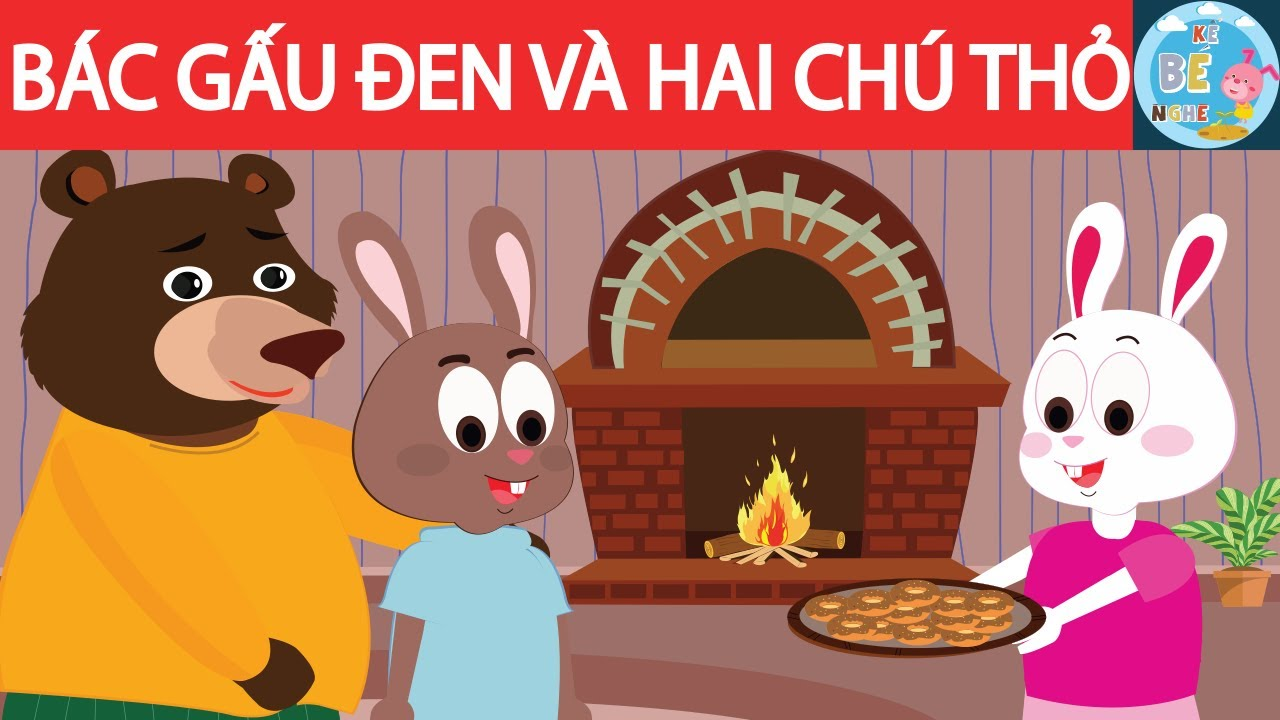 BÁC GẤU ĐEN VÀ HAI CHÚ THỎ
KỂ
BÉ
NGHE